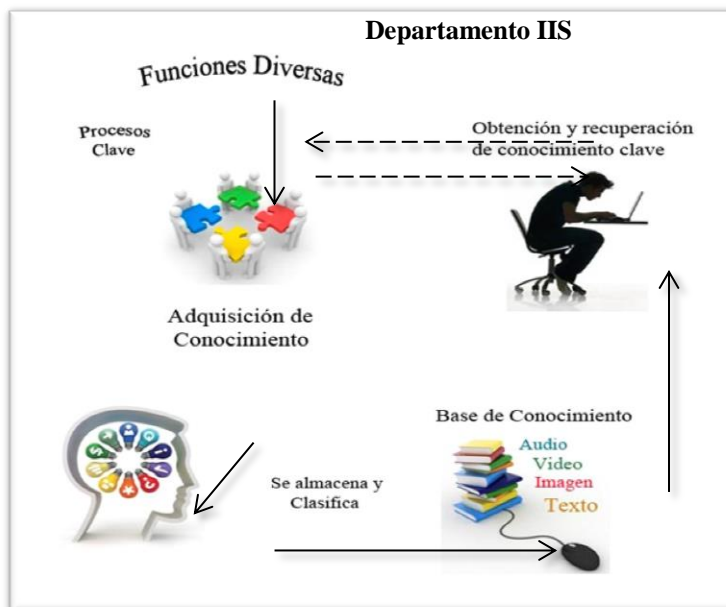 Departamento IIS
Funciones Diversas
Procesos
Clave
Obtención y recuperación
de conocimiento clave
Adquisición de
Conocimiento
Base de Conocimiento
Audio
Video
Imagen
Texto
Se almacena y
Clasifica